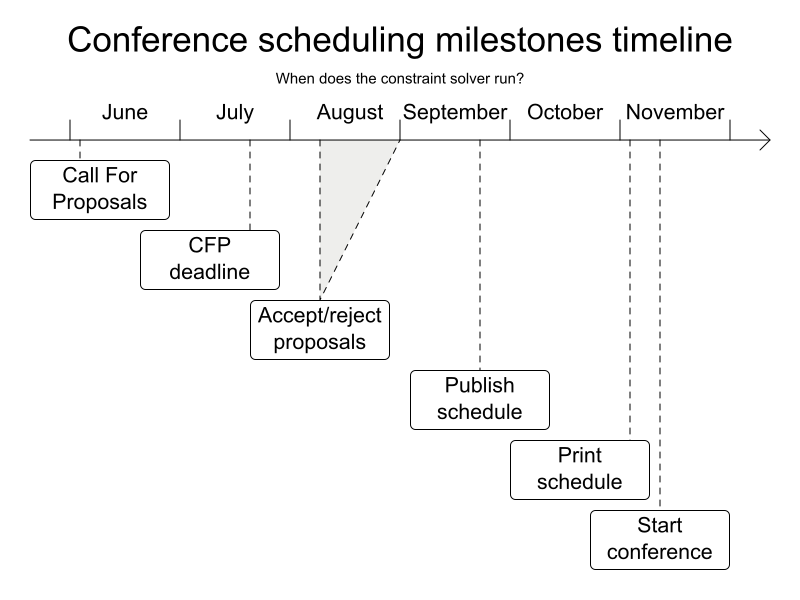 Conference scheduling milestones timeline
When does the constraint solver run?
June July August September October November
Call For
Proposals
CFP
deadline
Accept/reject
proposals
Publish
schedule
Print
schedule
Start
conference